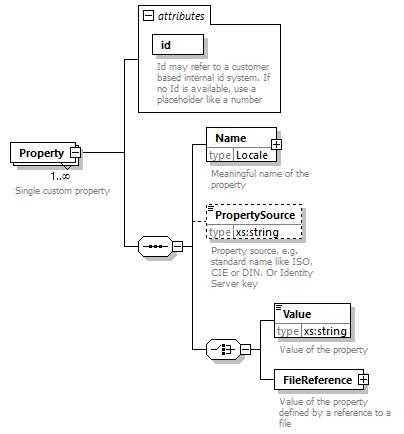 attributes
id
Id may refer to a customer
based internal id system. If
no Id is available, use a
placeholder like a number
Property
1..∞
Single custom property
Name
type Locale
Meaningful name of the
property
PropertySource
type xs:string
Property source, e.g.
standard name like ISO,
CIE or DIN. Or Identity
Server key
Value
type xs:string
Value of the property
FileReference
Value of the property
defined by a reference to a
file